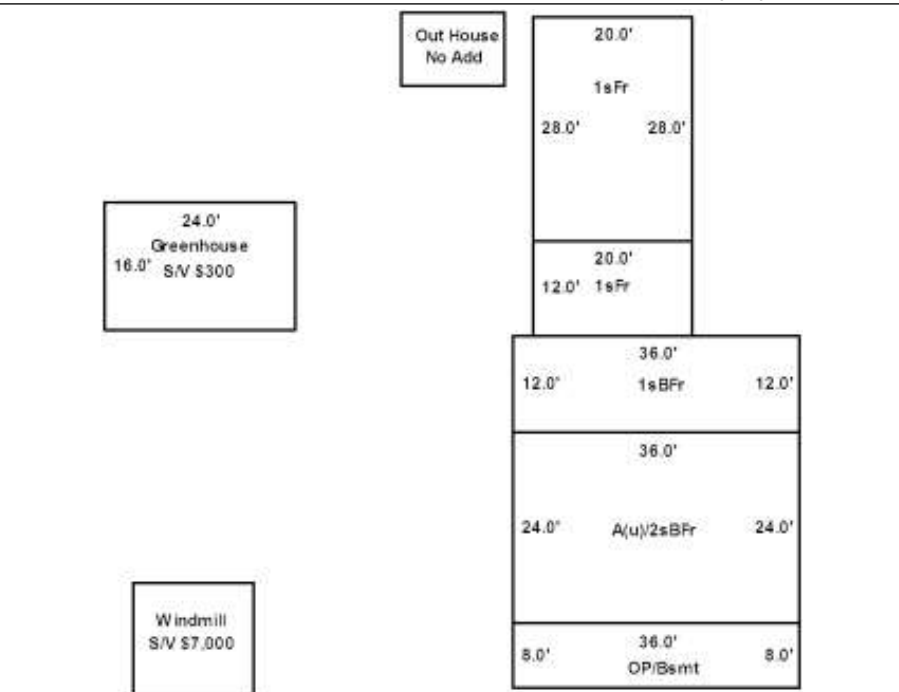 Out House
No Add
20.0'
1sFr
28.0' 28.0'
24.0'
Greenhouse
16.0' S/V $300
20.0'
12.0' 1sFr
36.0'
12.0' 1sBFr 12.0'
36.0'
24.0' A(u)/2sBFr 24.0'
Windmill
S/V $7,000
36.0'
8.0' OP/Bsmt 8.0'